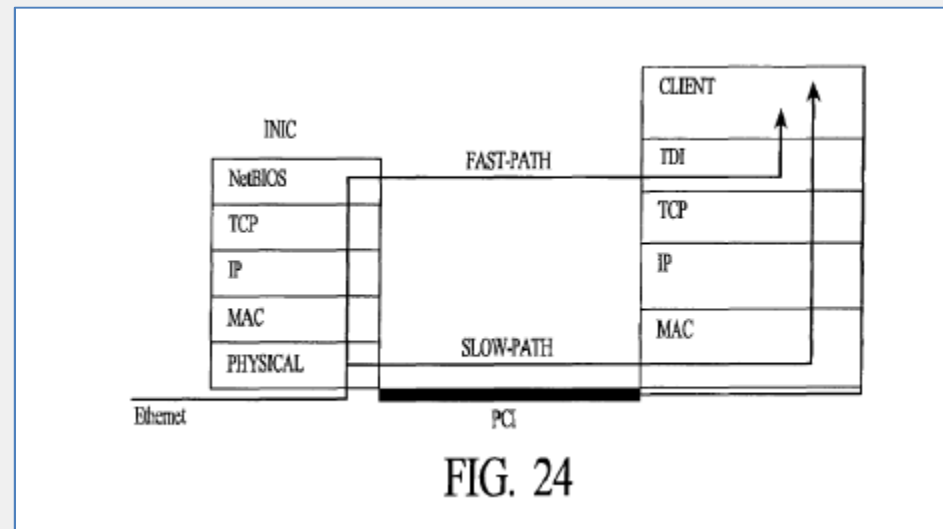 INIC
NetBIOS
TCP
IP
MAC
PHYSICAL
Ethernet
FAST-PATH
SLOW-PATH
PCI
CLIENT
TDI
TCP
IP
MAC
FIG. 24